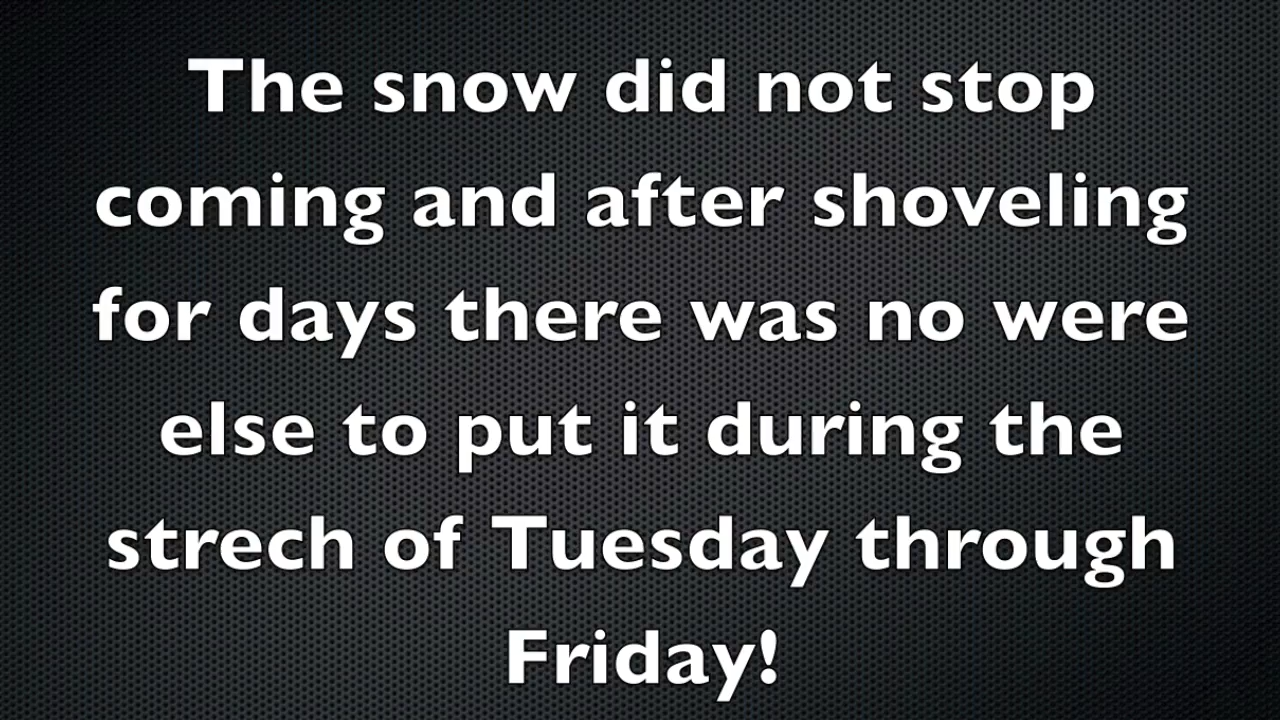 The snow did not stop
coming and after shoveling
for days there was no were
else to put it during the
strech of Tuesday through
Friday!